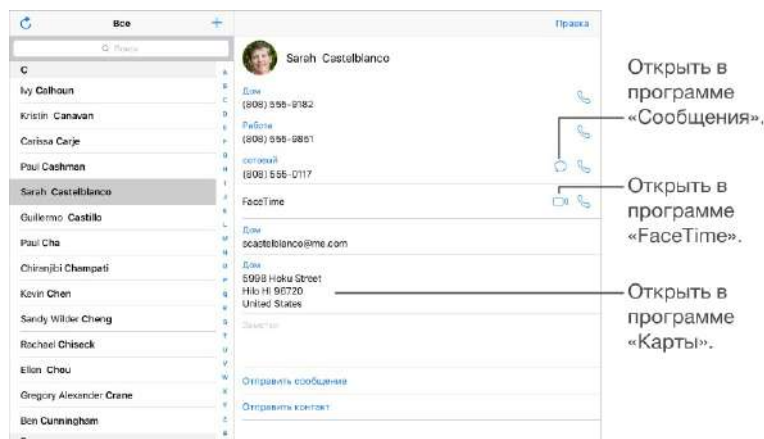 Все
+
Правка
Поиск
C
Ivy Calhoun
Kristin Canavan
Carissa Carje
Paul Cashman
Sarah Castelblanco
Guillermo Castillo
Paul Cha
Chiranjibi Champati
Kevin Chen
Sandy Wilder Cheng
Rachael Chiseck
Ellen Chou
Gregory Alexander Crane
Ben Cunningham
Sarah Castelblanco
Дом
(808) 555-9182
Работа
(808) 555-9861
сотовый
(808) 555-0117
FaceTime
Дом
scastelblanco@me.com
Дом
5998 Hoku Street
Hilo HI 96720
United States
Заметки
Отправить сообщение
Отправить контакт
Открыть в
программе
«Сообщения».
Открыть в
программе
«FaceTime».
Открыть в
программе
«Карты».